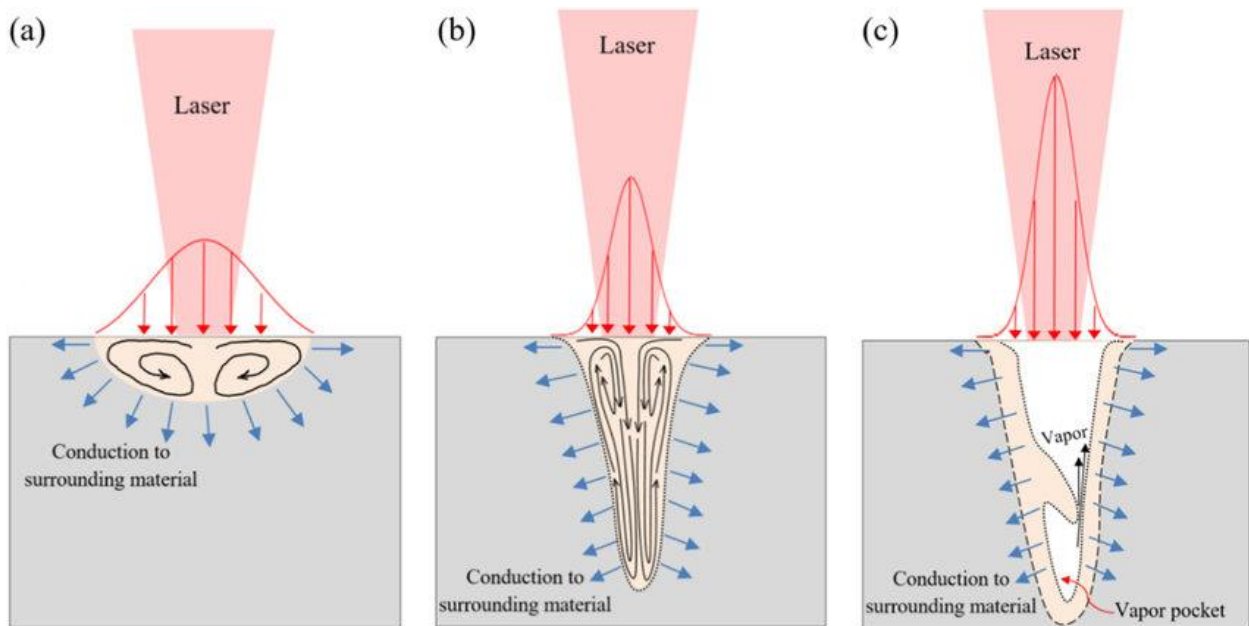 (a)
Laser
Conduction to
surrounding material
(b)
Laser
Conduction to
surrounding material
(c)
Laser
Vapor
Conduction to
surrounding material
Vapor pocket